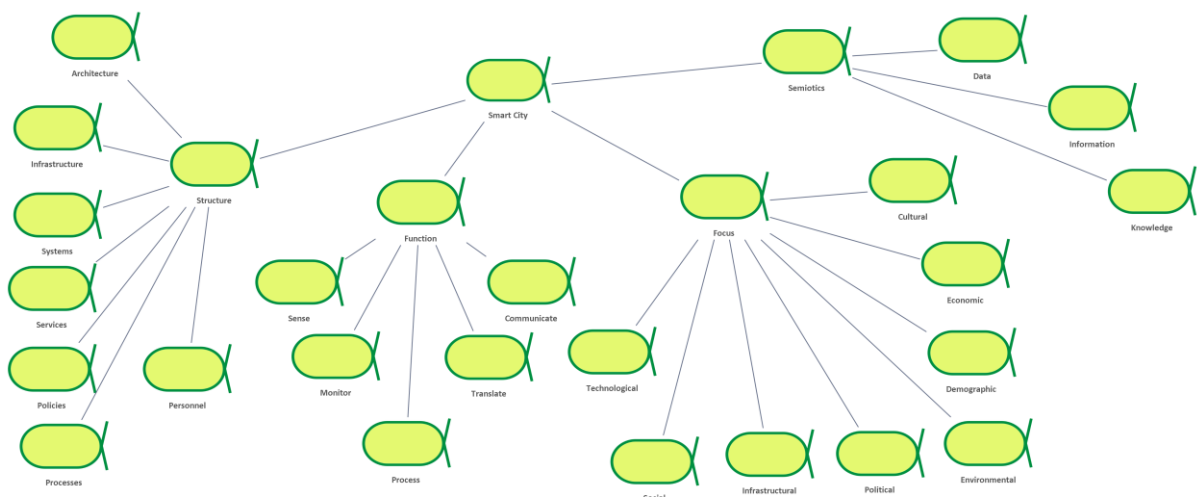 Architecture
Smart City
Semiotics
Data
Information
Infrastructure
Structure
Function
Focus
Cultural
Knowledge
Systems
Services
Sense
Communicate
Economic
Policies
Personnel
Monitor
Translate
Technological
Demographic
Processes
Process
Infrastructural
Political
Environmental